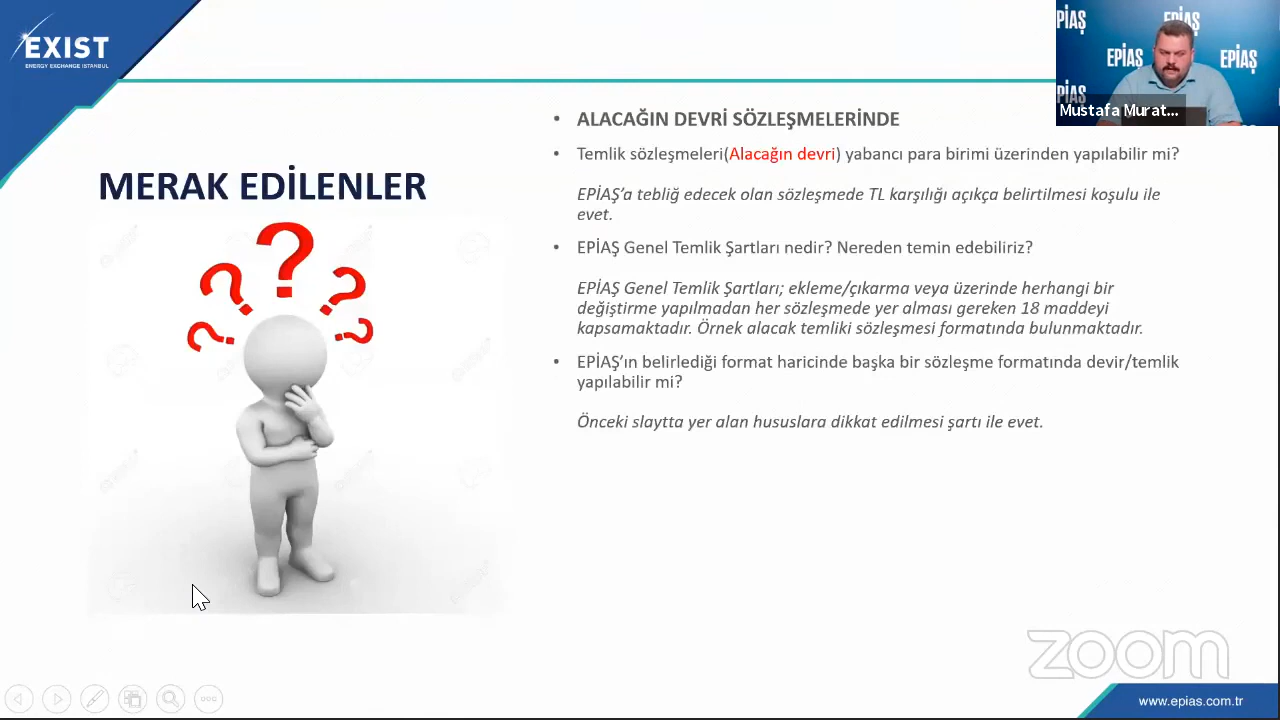 EXIST
ENERGY EXCHANGE ISTANBUL
MERAK EDİLENLER
• ALACAĞIN DEVRİ SÖZLEŞMELERİNDE
• Temlik sözleşmeleri(Alacağın devri) yabancı para birimi üzerinden yapılabilir mi?
EPİAŞ’a tebliğ edecek olan sözleşmede TL karşılığı açıkça belirtilmesi koşulu ile
evet.
• EPİAŞ Genel Temlik Şartları nedir? Nereden temin edebiliriz?
EPİAŞ Genel Temlik Şartları; ekleme/çıkarma veya üzerinde herhangi bir
değiştirme yapılmadan her sözleşmede yer alması gereken 18 maddeyi
kapsamaktadır. Örnek alacak temliki sözleşmesi formatında bulunmaktadır.
• EPİAŞ’ın belirlediği format haricinde başka bir sözleşme formatında devir/temlik
yapılabilir mi?
Önceki slaytta yer alan hususlara dikkat edilmesi şartı ile evet.
EPİAŞ
EPİAŞ
EPİAŞ
EPİAŞ
EPİAŞ
Mustafa Murat...
zoom
www.epias.com.tr